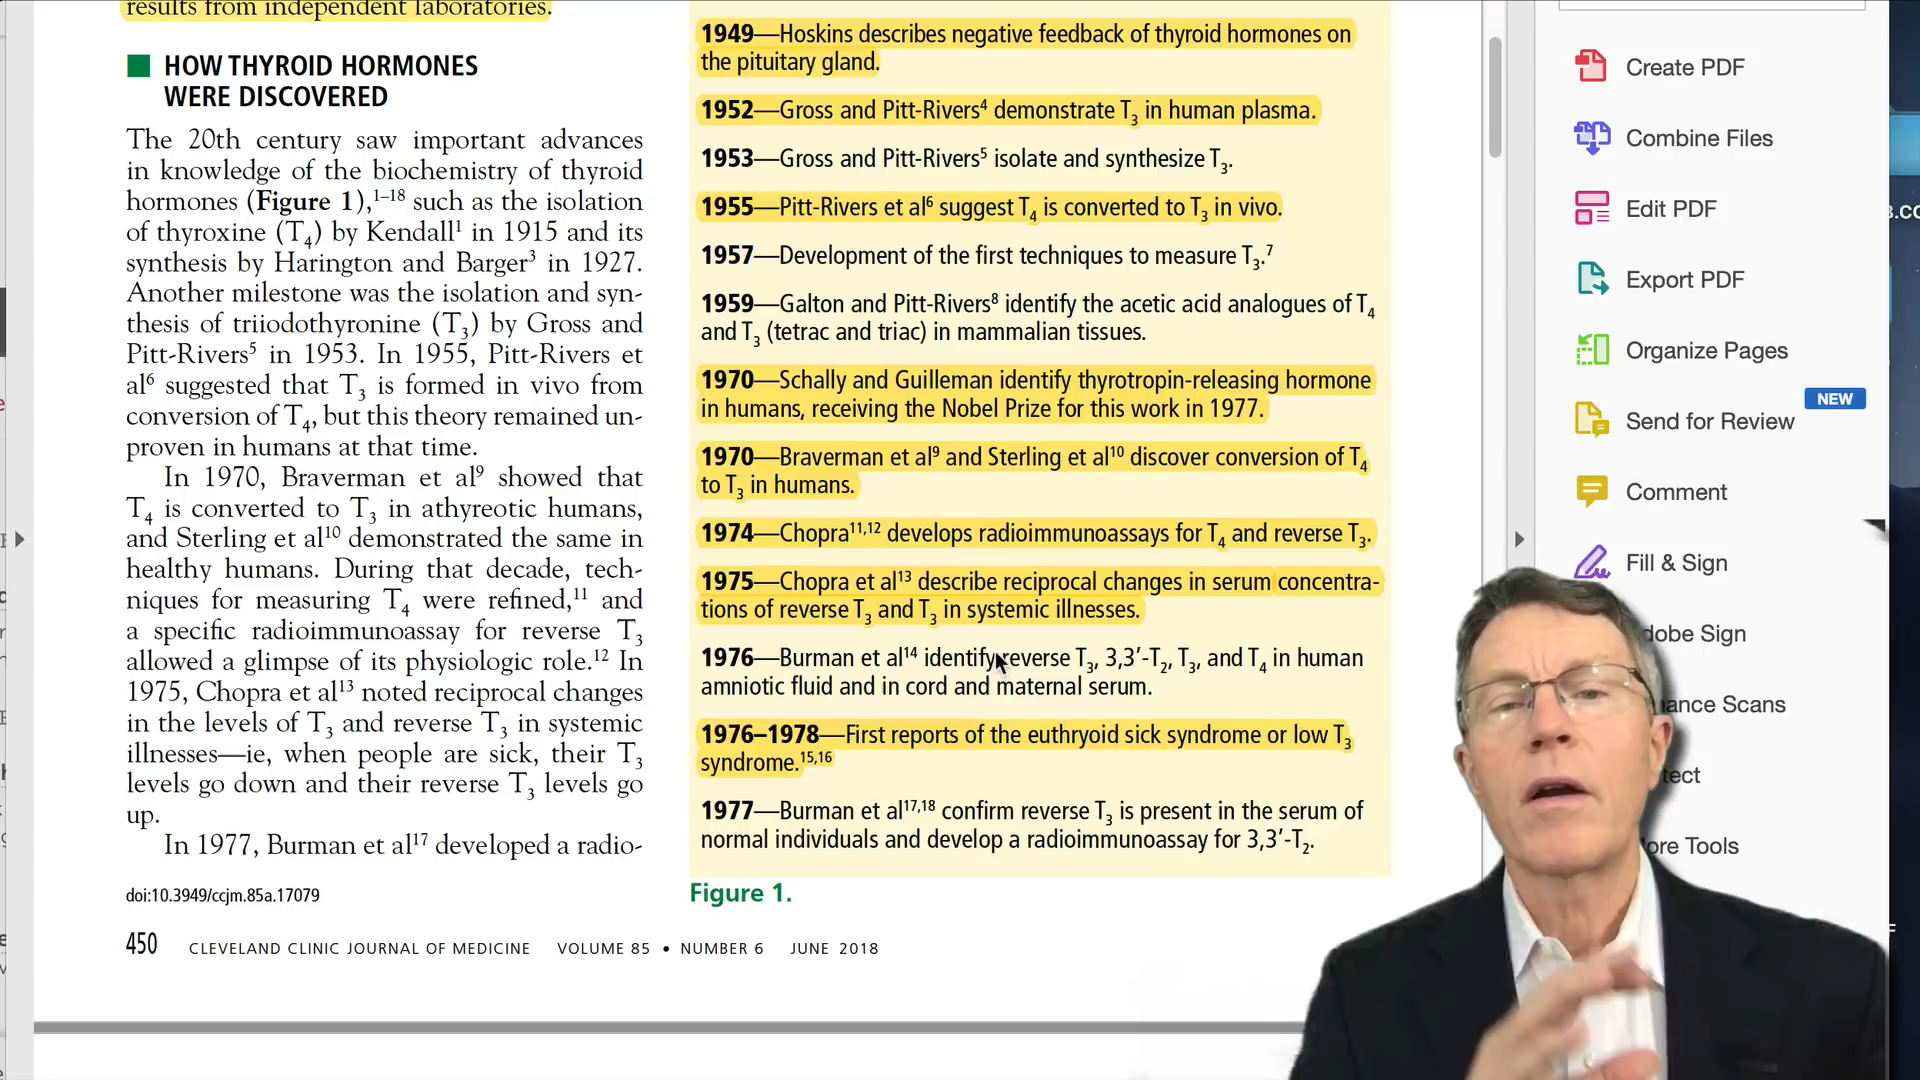 results from independent laboratories.
HOW THYROID HORMONES
WERE DISCOVERED
The 20th century saw important advances
in knowledge of the biochemistry of thyroid
hormones (Figure 1),1–18 such as the isolation
of thyroxine (T4) by Kendall1 in 1915 and its
synthesis by Harington and Barger3 in 1927.
Another milestone was the isolation and syn-
thesis of triiodothyronine (T3) by Gross and
Pitt-Rivers5 in 1953. In 1955, Pitt-Rivers et
al6 suggested that T3 is formed in vivo from
conversion of T4, but this theory remained un-
proven in humans at that time.
In 1970, Braverman et al9 showed that
T4 is converted to T3 in athyreotic humans,
and Sterling et al10 demonstrated the same in
healthy humans. During that decade, tech-
niques for measuring T4 were refined,11 and
a specific radioimmunoassay for reverse T3
allowed a glimpse of its physiologic role.12 In
1975, Chopra et al13 noted reciprocal changes
in the levels of T3 and reverse T3 in systemic
illnesses—ie, when people are sick, their T3
levels go down and their reverse T3 levels go
up.
In 1977, Burman et al17 developed a radio-
doi:10.3949/ccjm.85a.17079
450 CLEVELAND CLINIC JOURNAL OF MEDICINE VOLUME 85 • NUMBER 6 JUNE 2018
1949—Hoskins describes negative feedback of thyroid hormones on
the pituitary gland.
1952—Gross and Pitt-Rivers4 demonstrate T3 in human plasma.
1953—Gross and Pitt-Rivers5 isolate and synthesize T3.
1955—Pitt-Rivers et al6 suggest T4 is converted to T3 in vivo.
1957—Development of the first techniques to measure T3.7
1959—Galton and Pitt-Rivers8 identify the acetic acid analogues of T4
and T3 (tetrac and triac) in mammalian tissues.
1970—Schally and Guilleman identify thyrotropin-releasing hormone
in humans, receiving the Nobel Prize for this work in 1977.
1970—Braverman et al9 and Sterling et al10 discover conversion of T4
to T3 in humans.
1974—Chopra11,12 develops radioimmunoassays for T4 and reverse T3.
1975—Chopra et al13 describe reciprocal changes in serum concentra-
tions of reverse T3 and T3 in systemic illnesses.
1976—Burman et al14 identify reverse T3, 3,3′-T2, T3, and T4 in human
amniotic fluid and in cord and maternal serum.
1976–1978—First reports of the euthryoid sick syndrome or low T3
syndrome.15,16
1977—Burman et al17,18 confirm reverse T3 is present in the serum of
normal individuals and develop a radioimmunoassay for 3,3′-T2.
Figure 1.
Create PDF
Combine Files
Edit PDF
Export PDF
Organize Pages
NEW
Send for Review
Comment
Fill & Sign
dobe Sign
ance Scans
tect
ore Tools